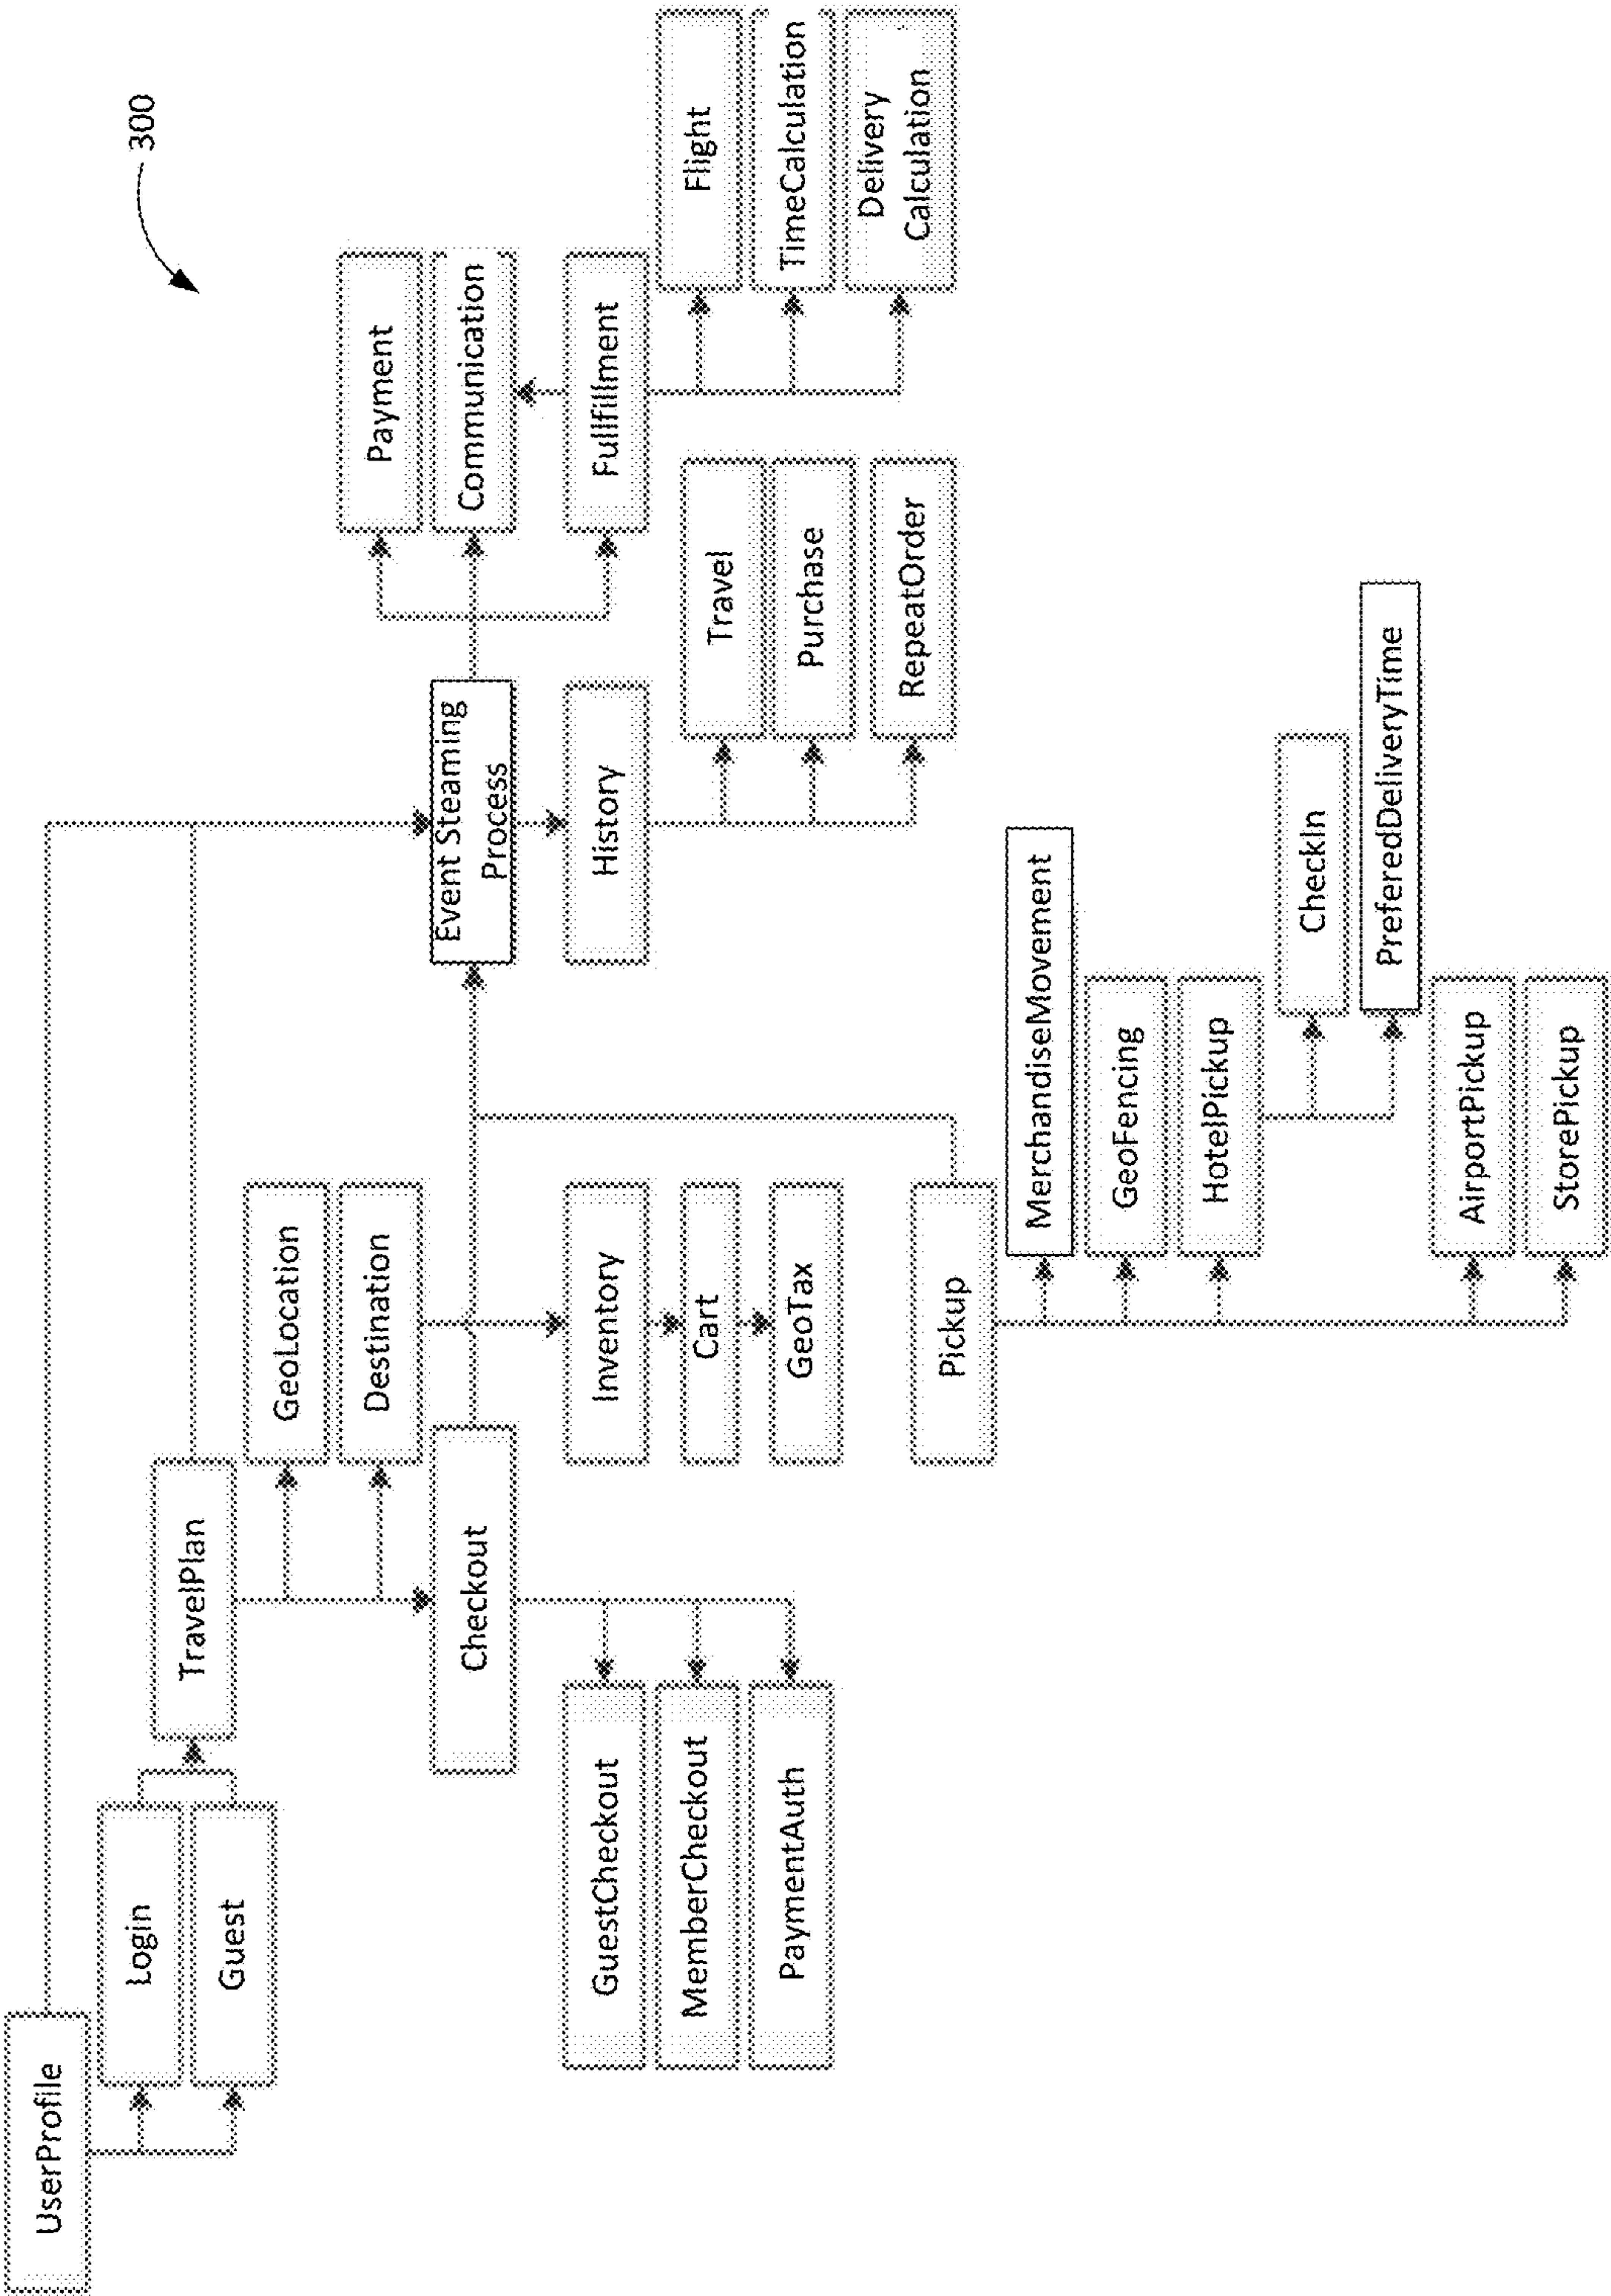 300
UserProfile
Login
Guest
TravelPlan
GeoLocation
Destination
Checkout
GuestCheckout
MemberCheckout
PaymentAuth
Inventory
Cart
GeoTax
Pickup
MerchandiseMovement
GeoFencing
HotelPickup
CheckIn
PreferedDeliveryTime
AirportPickup
StorePickup
Event Steaming
Process
History
Travel
Purchase
RepeatOrder
Payment
Communication
Fullfillment
Flight
TimeCalculation
Delivery
Calculation